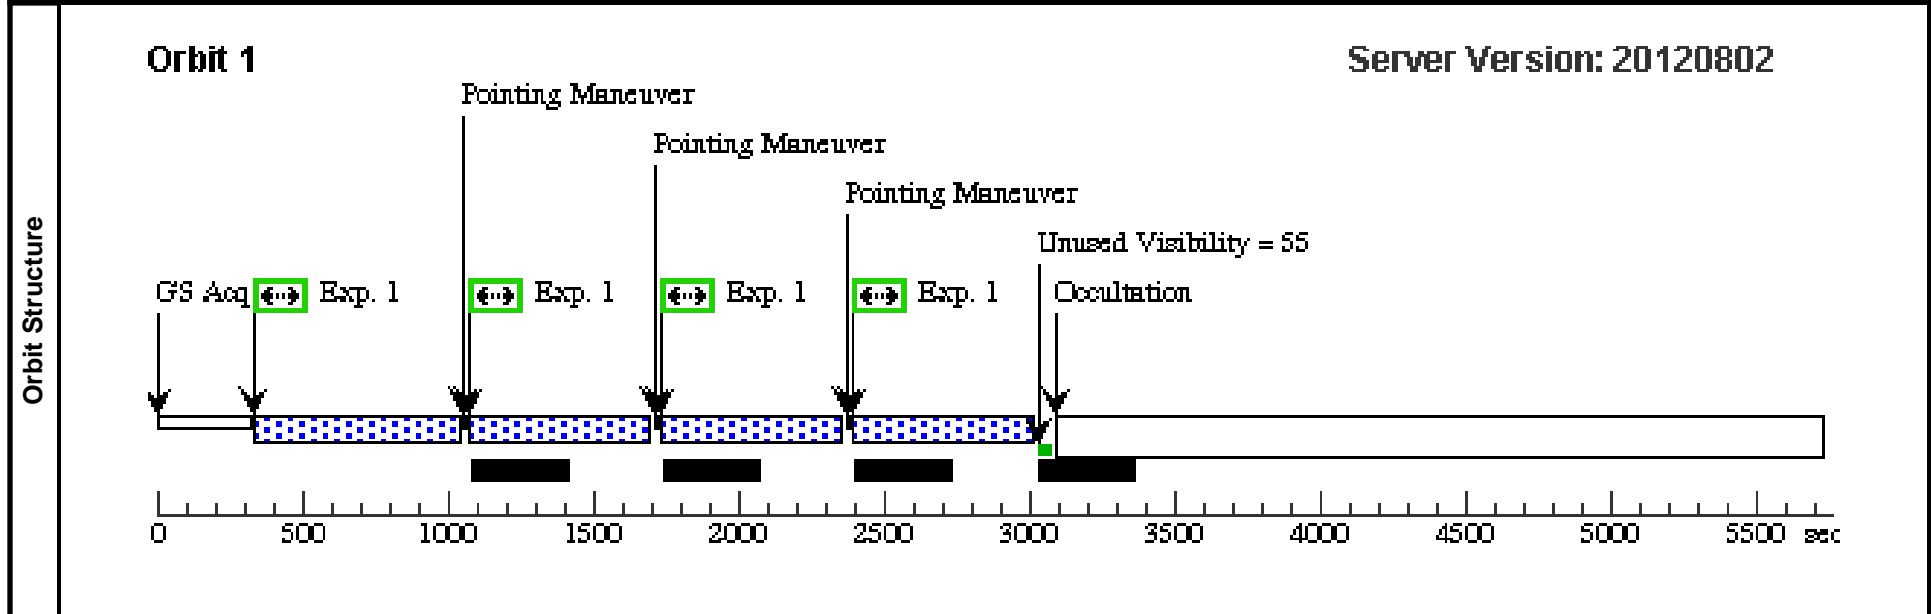 Orbit Structure
Orbit 1
Server Version: 20120802
Pointing Maneuver
Pointing Maneuver
Pointing Maneuver
Unused Visibility = 55
GS Acq Exp. 1 Exp. 1 Exp. 1 Exp. 1 Occultation
0 500 1000 1500 2000 2500 3000 3500 4000 4500 5000 5500 sec